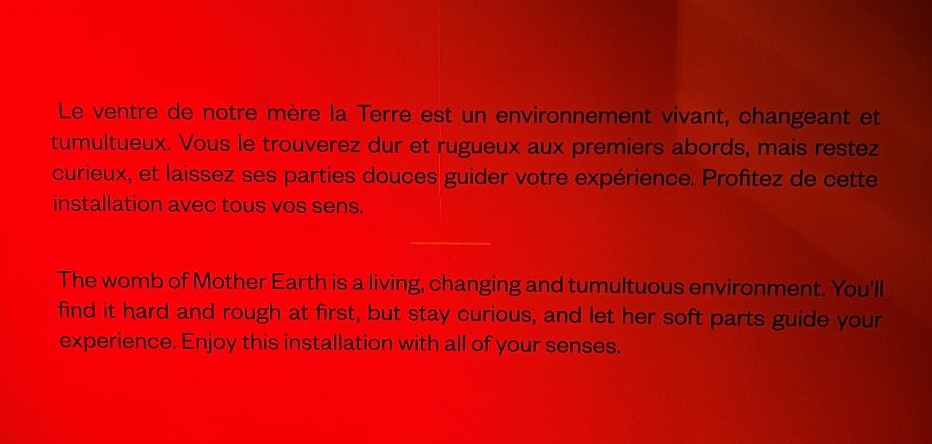 Le ventre de notre mère la Terre est un environnement vivant, changeant et
tumultueux. Vous le trouverez dur et rugueux aux premiers abords, mais restez
curieux, et laissez ses parties douces guider votre expérience. Profitez de cette
installation avec tous vos sens.
The womb of Mother Earth is a living, changing and tumultuous environment. You'll
find it hard and rough at first, but stay curious, and let her soft parts guide your
experience. Enjoy this installation with all of your senses.